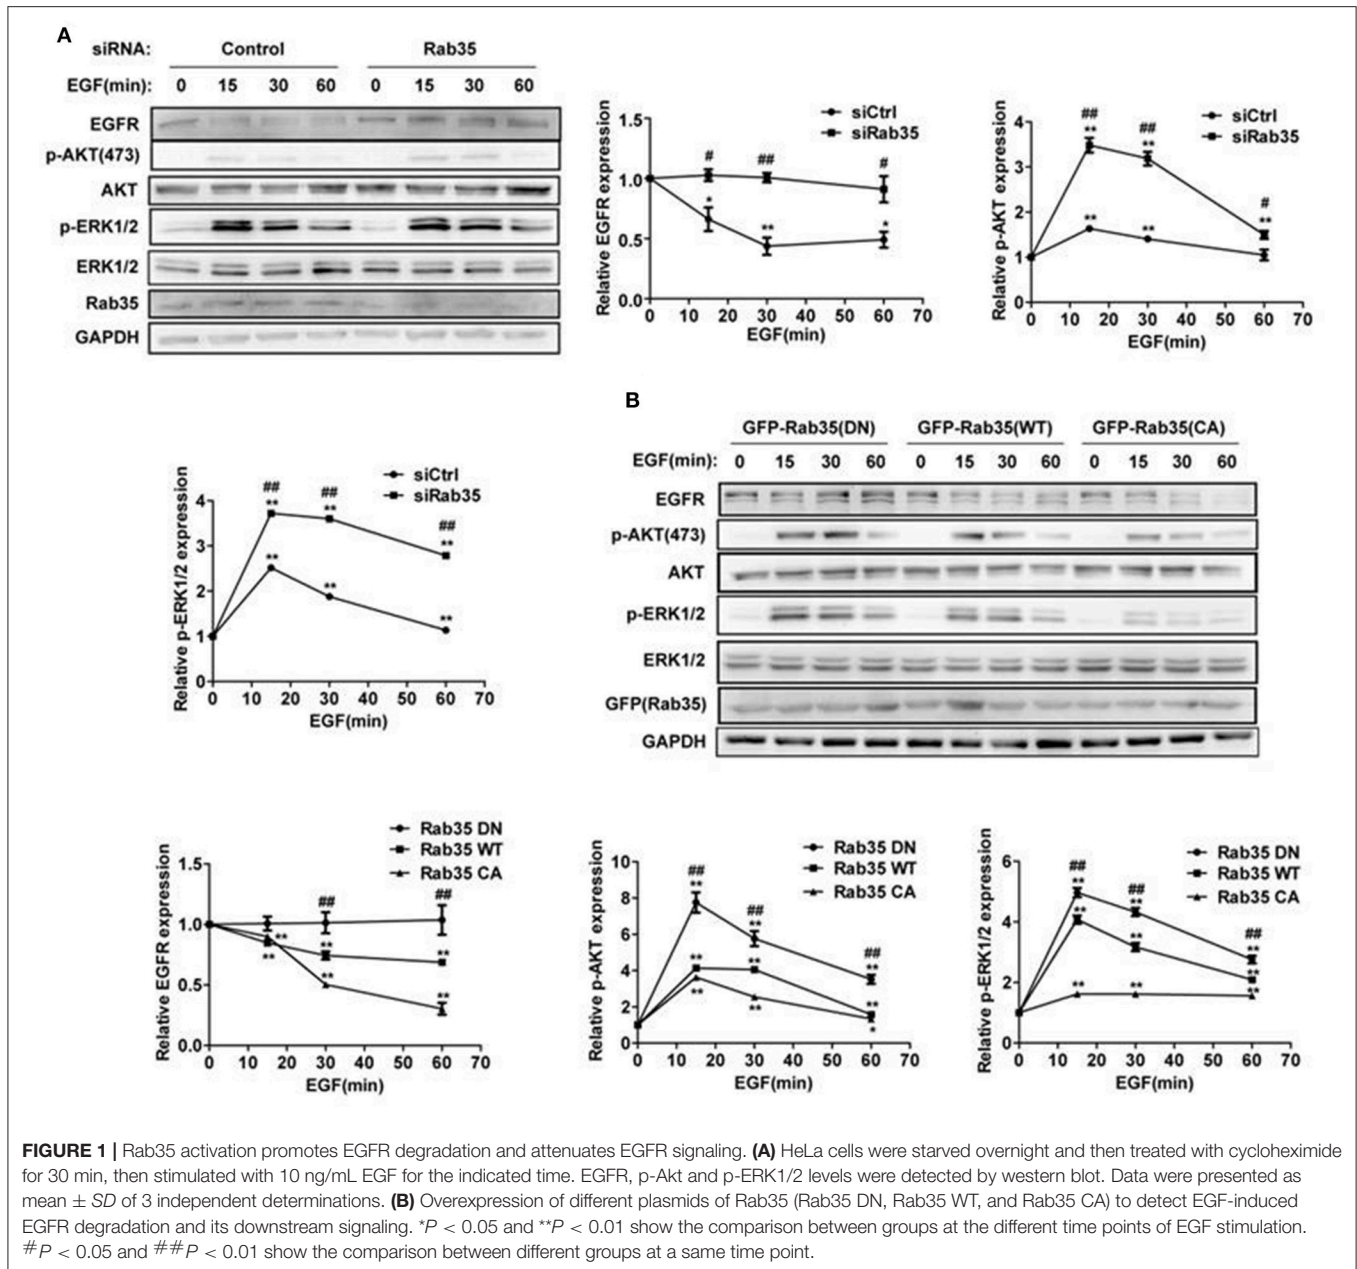 A
siRNA: Control Rab35
EGF(min): 0 15 30 60 0 15 30 60
EGFR
p-AKT(473)
AKT
p-ERK1/2
ERK1/2
Rab35
GAPDH
siCtrl
siRab35
Relative EGFR expression
1.5
1.0
0.5
0.0
# ## #
* ** *
0 10 20 30 40 50 60 70
EGF(min)
siCtrl
siRab35
Relative p-AKT expression
4
3
2
1
0
## ## #
** ** **
** **
0 10 20 30 40 50 60 70
EGF(min)
siCtrl
siRab35
Relative p-ERK1/2 expression
4
3
2
1
0
## ## ##
** ** **
** ** **
0 10 20 30 40 50 60 70
EGF(min)
B
GFP-Rab35(DN) GFP-Rab35(WT) GFP-Rab35(CA)
EGF(min): 0 15 30 60 0 15 30 60 0 15 30 60
EGFR
p-AKT(473)
AKT
p-ERK1/2
ERK1/2
GFP(Rab35)
GAPDH
Rab35 DN
Rab35 WT
Rab35 CA
Relative EGFR expression
1.5
1.0
0.5
0.0
## ##
** ** **
** ** **
0 10 20 30 40 50 60 70
EGF(min)
Rab35 DN
Rab35 WT
Rab35 CA
Relative p-AKT expression
10
8
6
4
2
0
## ## ##
** ** **
** ** **
** ** *
0 10 20 30 40 50 60 70
EGF(min)
Rab35 DN
Rab35 WT
Rab35 CA
Relative p-ERK1/2 expression
6
4
2
0
## ## ##
** ** **
** ** **
** ** **
0 10 20 30 40 50 60 70
EGF(min)
FIGURE 1 | Rab35 activation promotes EGFR degradation and attenuates EGFR signaling. (A) HeLa cells were starved overnight and then treated with cycloheximide
for 30 min, then stimulated with 10 ng/mL EGF for the indicated time. EGFR, p-Akt and p-ERK1/2 levels were detected by western blot. Data were presented as
mean ± SD of 3 independent determinations. (B) Overexpression of different plasmids of Rab35 (Rab35 DN, Rab35 WT, and Rab35 CA) to detect EGF-induced
EGFR degradation and its downstream signaling. *P < 0.05 and **P < 0.01 show the comparison between groups at the different time points of EGF stimulation.
#P < 0.05 and ##P < 0.01 show the comparison between different groups at a same time point.